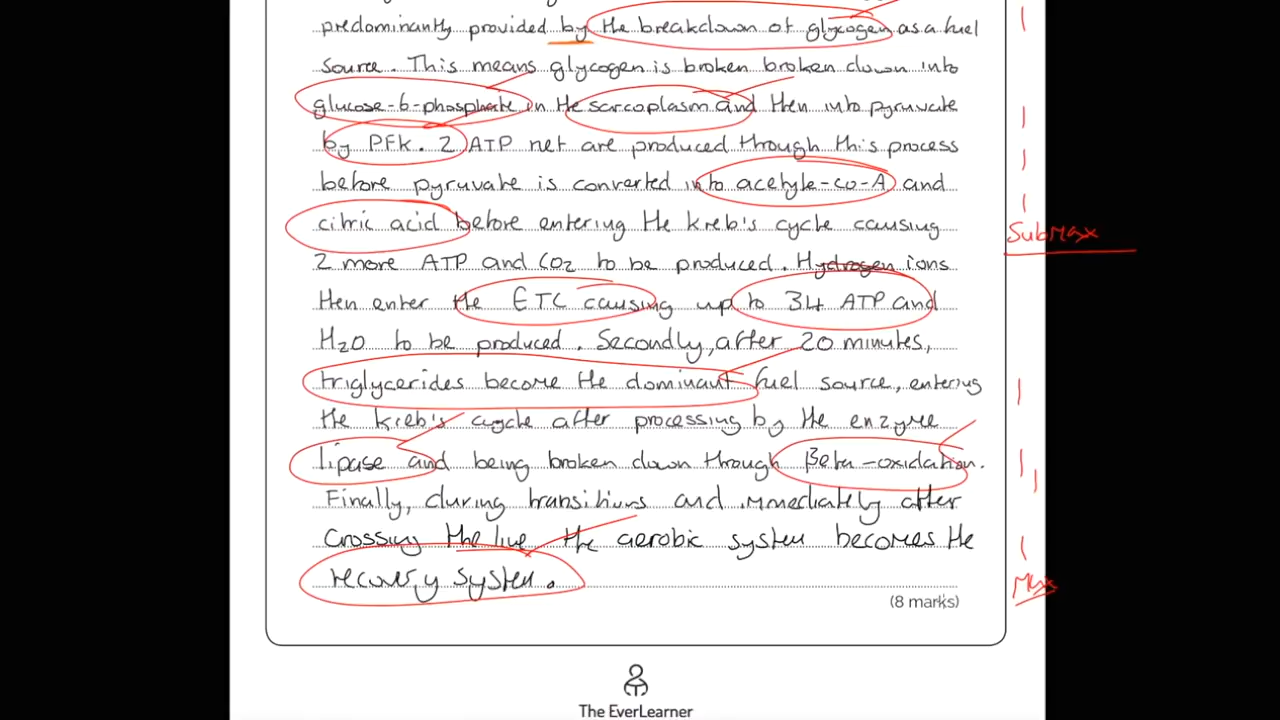 predominantly provided by the breakdown of glycogen as a fuel
source. This means glycogen is broken broken down into
glucose-6-phosphate in the sarcoplasm and then into pyruvate
by PFK. 2 ATP net are produced through this process
before pyruvate is converted into acetyle-co-A and
citric acid before entering the Kreb's cycle causing
SubMax
2 more ATP and CO2 to be produced. Hydrogen ions
then enter the ETC causing up to 34 ATP and
H2O to be produced. Secondly, after 20 minutes,
triglycerides become the dominant fuel source, entering
the Kreb's cycle after processing by the enzyme
lipase and being broken down through Beta-oxidation.
Finally, during transitions and immediately after
crossing the line the aerobic system becomes the
recovery system.
Max
(8 marks)
The EverLearner